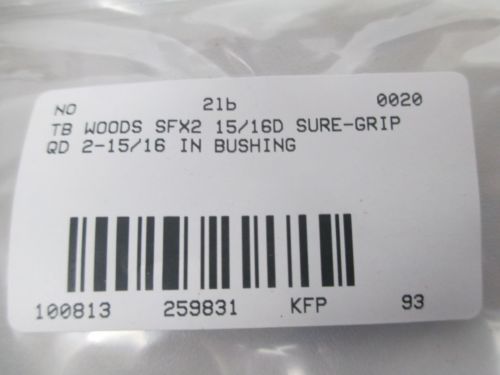 NO 2lb 0020
TB WOODS SFX2 15/16D SURE-GRIP
QD 2-15/16 IN BUSHING
100813 259831 KFP 93